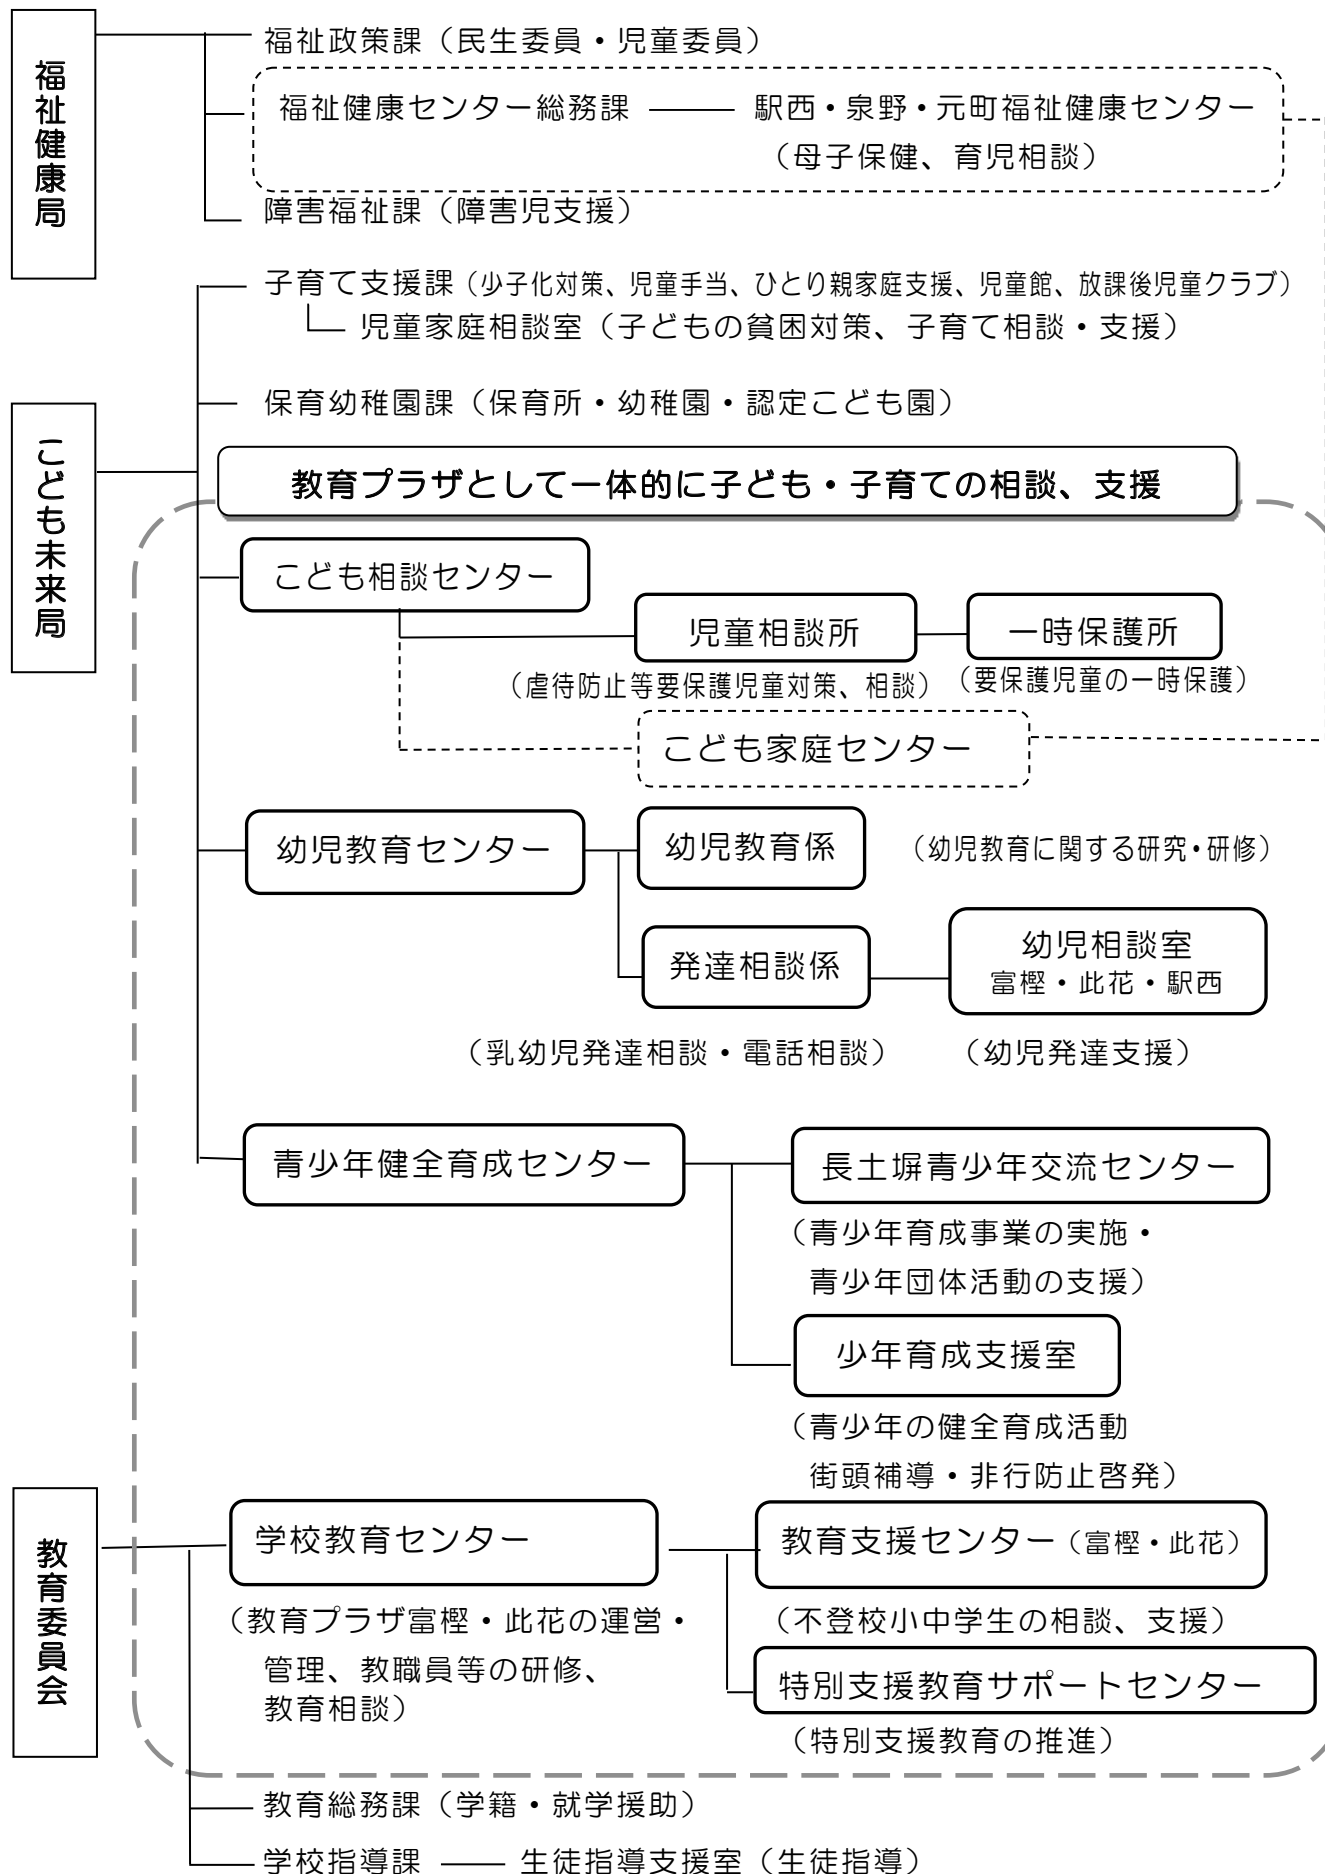 福祉健康局
福祉政策課（民生委員・児童委員）
福祉健康センター総務課 ―― 駅西・泉野・元町福祉健康センター
（母子保健、育児相談）
障害福祉課（障害児支援）
こども未来局
子育て支援課（少子化対策、児童手当、ひとり親家庭支援、児童館、放課後児童クラブ）
児童家庭相談室（子どもの貧困対策、子育て相談・支援）
保育幼稚園課（保育所・幼稚園・認定こども園）
教育プラザとして一体的に子ども・子育ての相談、支援
こども相談センター
児童相談所
一時保護所
（虐待防止等要保護児童対策、相談）
（要保護児童の一時保護）
こども家庭センター
幼児教育センター
幼児教育係
（幼児教育に関する研究・研修）
発達相談係
幼児相談室
富樫・此花・駅西
（乳幼児発達相談・電話相談）
（幼児発達支援）
青少年健全育成センター
長土塀青少年交流センター
（青少年育成事業の実施・
青少年団体活動の支援）
少年育成支援室
（青少年の健全育成活動
街頭補導・非行防止啓発）
教育委員会
学校教育センター
教育支援センター（富樫・此花）
（教育プラザ富樫・此花の運営・
管理、教職員等の研修、
教育相談）
（不登校小中学生の相談、支援）
特別支援教育サポートセンター
（特別支援教育の推進）
教育総務課（学籍・就学援助）
学校指導課 ―― 生徒指導支援室（生徒指導）